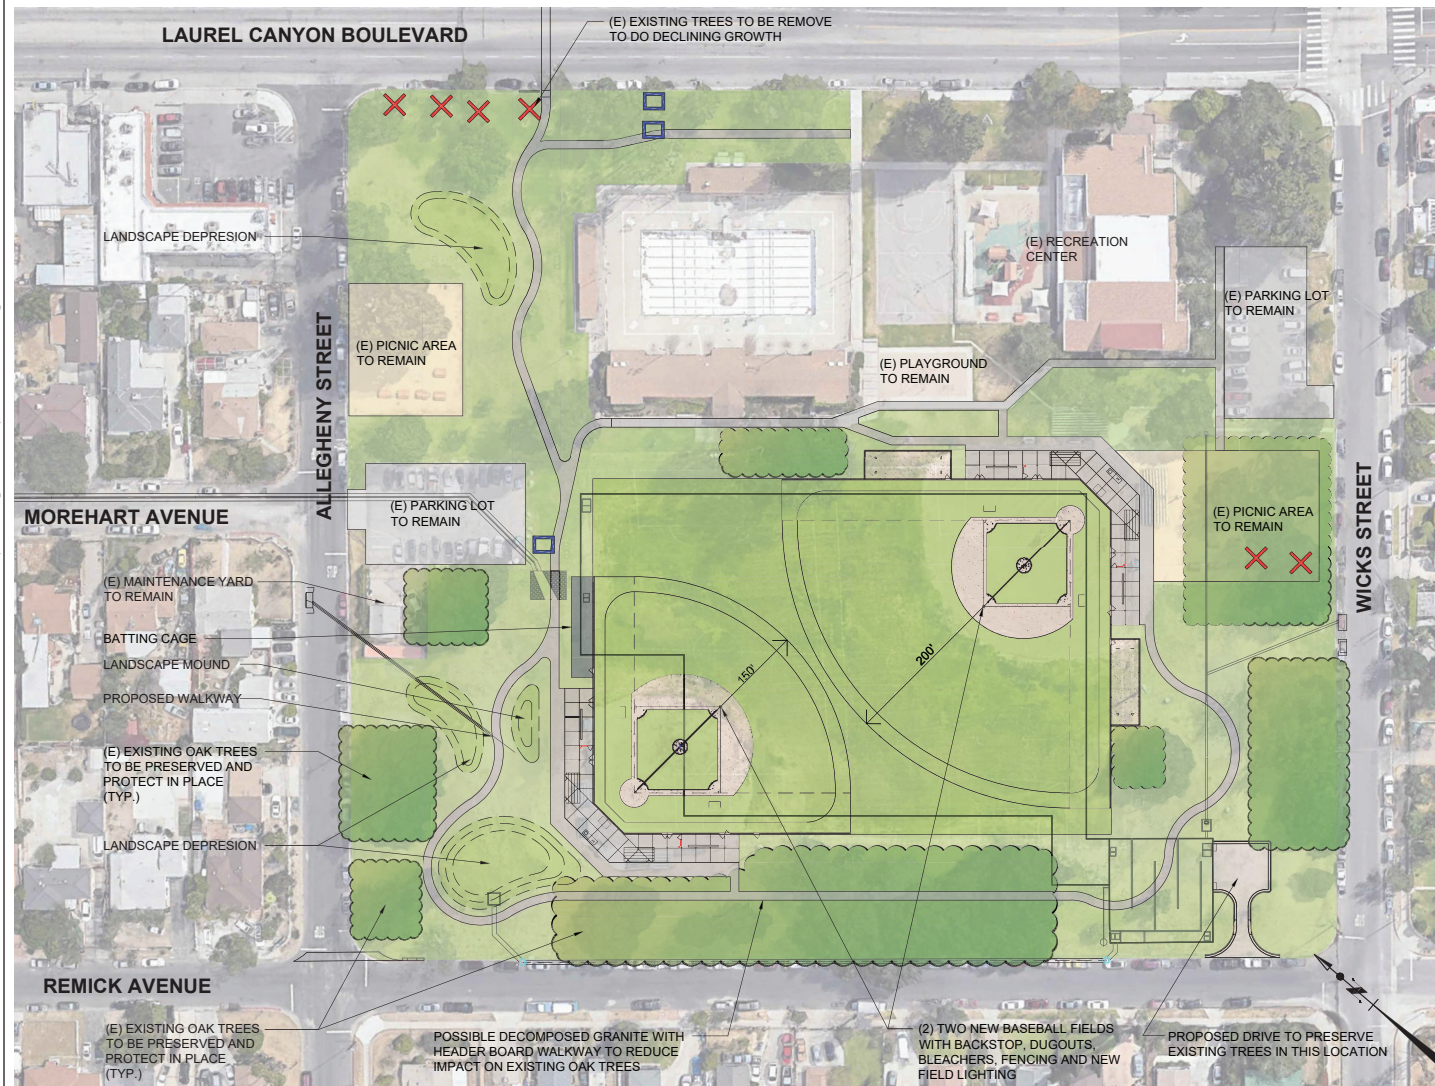 LAUREL CANYON BOULEVARD
(E) EXISTING TREES TO BE REMOVE
TO DO DECLINING GROWTH
LANDSCAPE DEPRESION
(E) RECREATION
CENTER
(E) PARKING LOT
TO REMAIN
(E) PICNIC AREA
TO REMAIN
(E) PLAYGROUND
TO REMAIN
ALLEGHENY STREET
(E) PARKING LOT
TO REMAIN
MOREHART AVENUE
(E) PICNIC AREA
TO REMAIN
WICKS STREET
(E) MAINTENANCE YARD
TO REMAIN
BATTING CAGE
LANDSCAPE MOUND
PROPOSED WALKWAY
200'
150'
(E) EXISTING OAK TREES
TO BE PRESERVED AND
PROTECT IN PLACE
(TYP.)
LANDSCAPE DEPRESION
REMICK AVENUE
(E) EXISTING OAK TREES
TO BE PRESERVED AND
PROTECT IN PLACE
(TYP.)
POSSIBLE DECOMPOSED GRANITE WITH
HEADER BOARD WALKWAY TO REDUCE
IMPACT ON EXISTING OAK TREES
(2) TWO NEW BASEBALL FIELDS
WITH BACKSTOP, DUGOUTS,
BLEACHERS, FENCING AND NEW
FIELD LIGHTING
PROPOSED DRIVE TO PRESERVE
EXISTING TREES IN THIS LOCATION